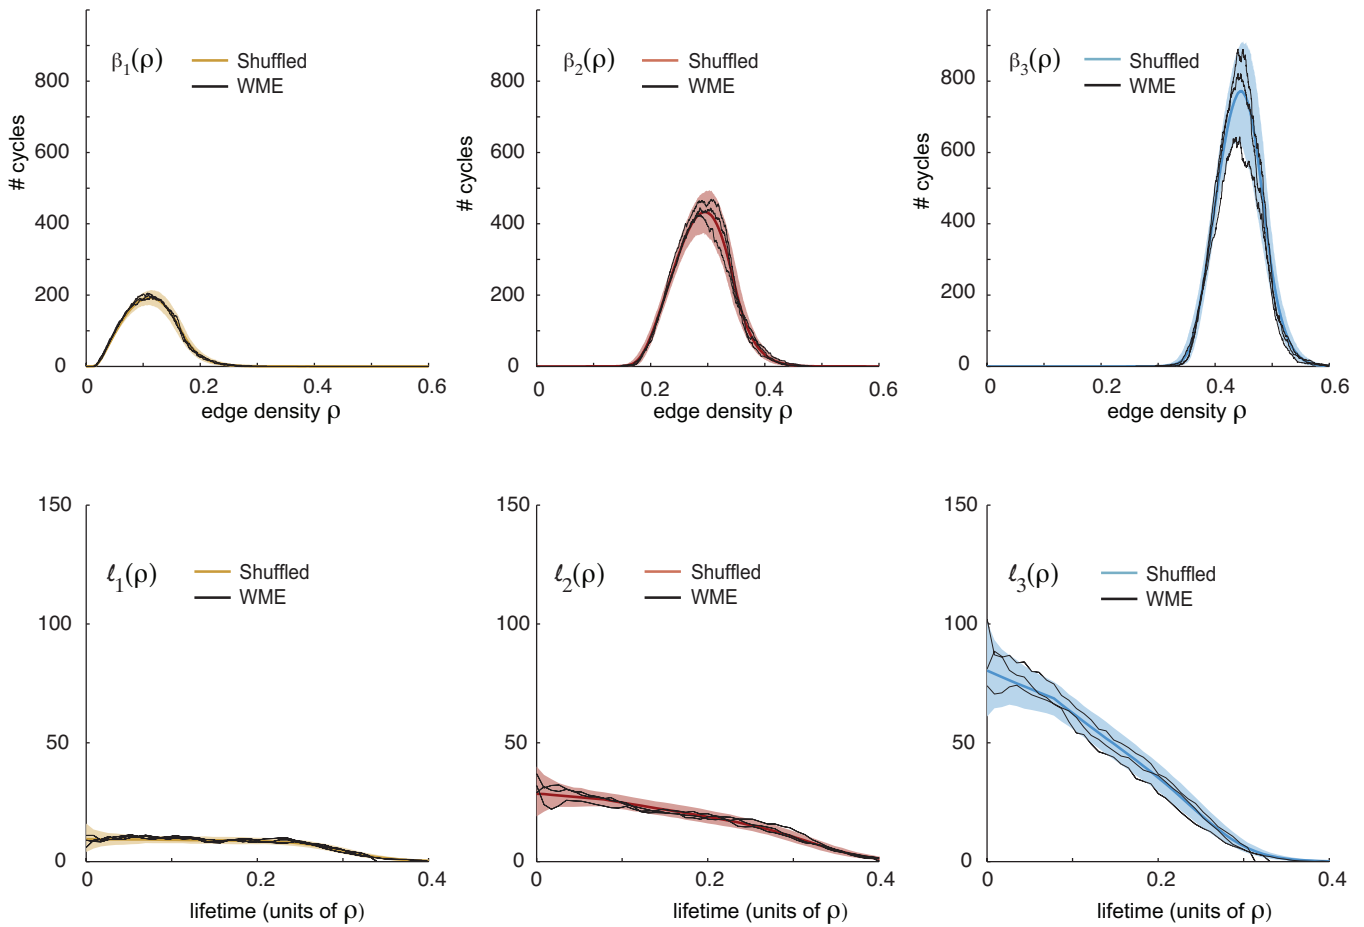 β1(ρ)
Shuffled
WME
# cycles
800
600
400
200
0
0 0.2 0.4 0.6
edge density ρ
β2(ρ)
Shuffled
WME
# cycles
800
600
400
200
0
0 0.2 0.4 0.6
edge density ρ
β3(ρ)
Shuffled
WME
# cycles
800
600
400
200
0
0 0.2 0.4 0.6
edge density ρ
150
100
50
0
ℓ1(ρ)
Shuffled
WME
0 0.2 0.4
lifetime (units of ρ)
150
100
50
0
ℓ2(ρ)
Shuffled
WME
0 0.2 0.4
lifetime (units of ρ)
150
100
50
0
ℓ3(ρ)
Shuffled
WME
0 0.2 0.4
lifetime (units of ρ)